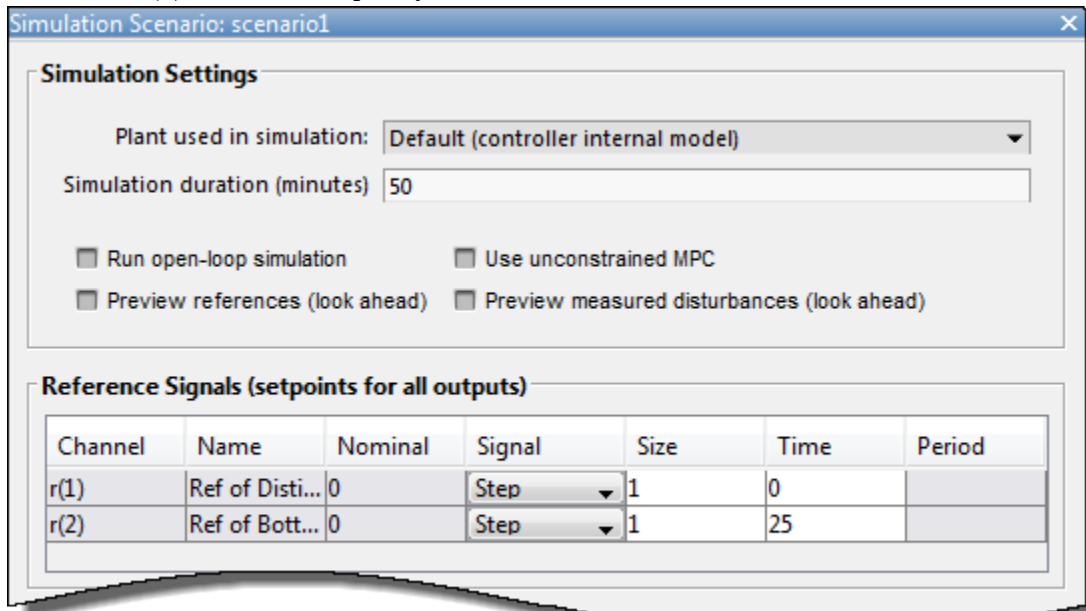 Simulation Scenario: scenario1
Simulation Settings
Plant used in simulation: Default (controller internal model)
Simulation duration (minutes) 50
Run open-loop simulation Use unconstrained MPC
Preview references (look ahead) Preview measured disturbances (look ahead)
Reference Signals (setpoints for all outputs)
Channel Name Nominal Signal Size Time Period
r(1) Ref of Disti... 0 Step 1 0
r(2) Ref of Bott... 0 Step 1 25